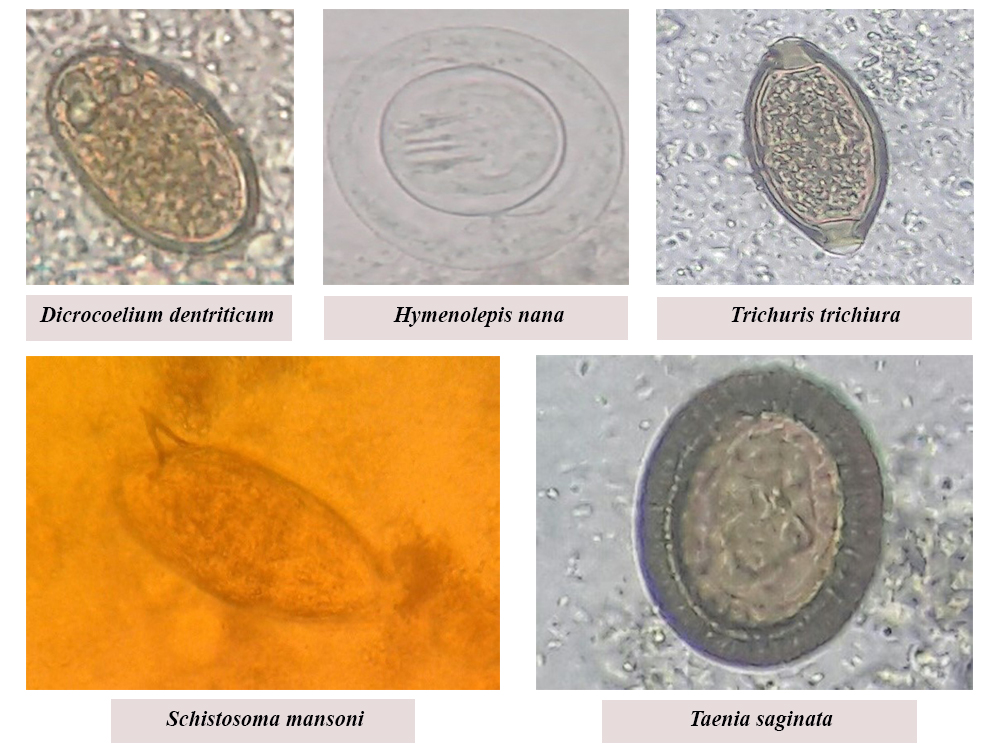 Dicrocoelium dentriticum
Hymenolepis nana
Trichuris trichiura
Schistosoma mansoni
Taenia saginata